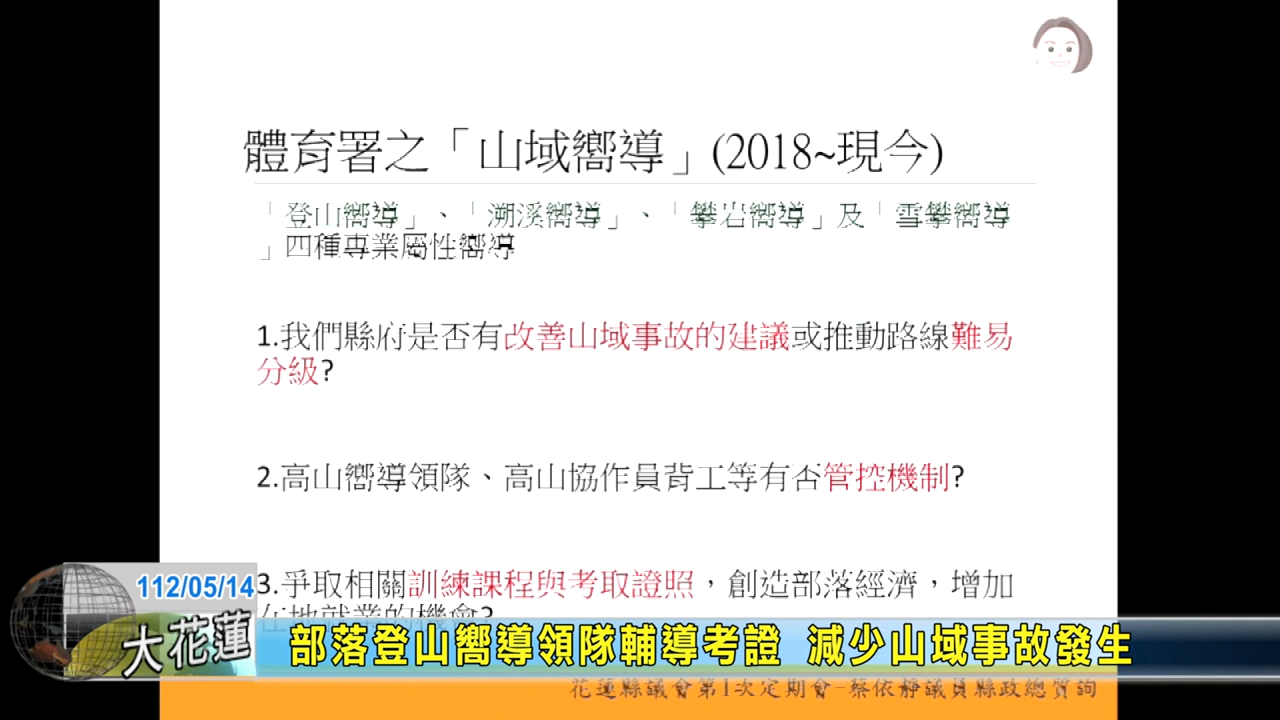 體育署之「山域嚮導」(2018~現今)
「登山嚮導」、「溯溪嚮導」、「攀岩嚮導」及「雪攀嚮導
」四種專業屬性嚮導
1.我們縣府是否有改善山域事故的建議或推動路線難易
分級?
2.高山嚮導領隊、高山協作員背工等有否管控機制?
3.爭取相關訓練課程與考取證照，創造部落經濟，增加
在地就業的機會?
112/05/14
大花蓮
部落登山嚮導領隊輔導考證 減少山域事故發生
花蓮縣議會第1次定期會-蔡依靜議員縣政總質詢